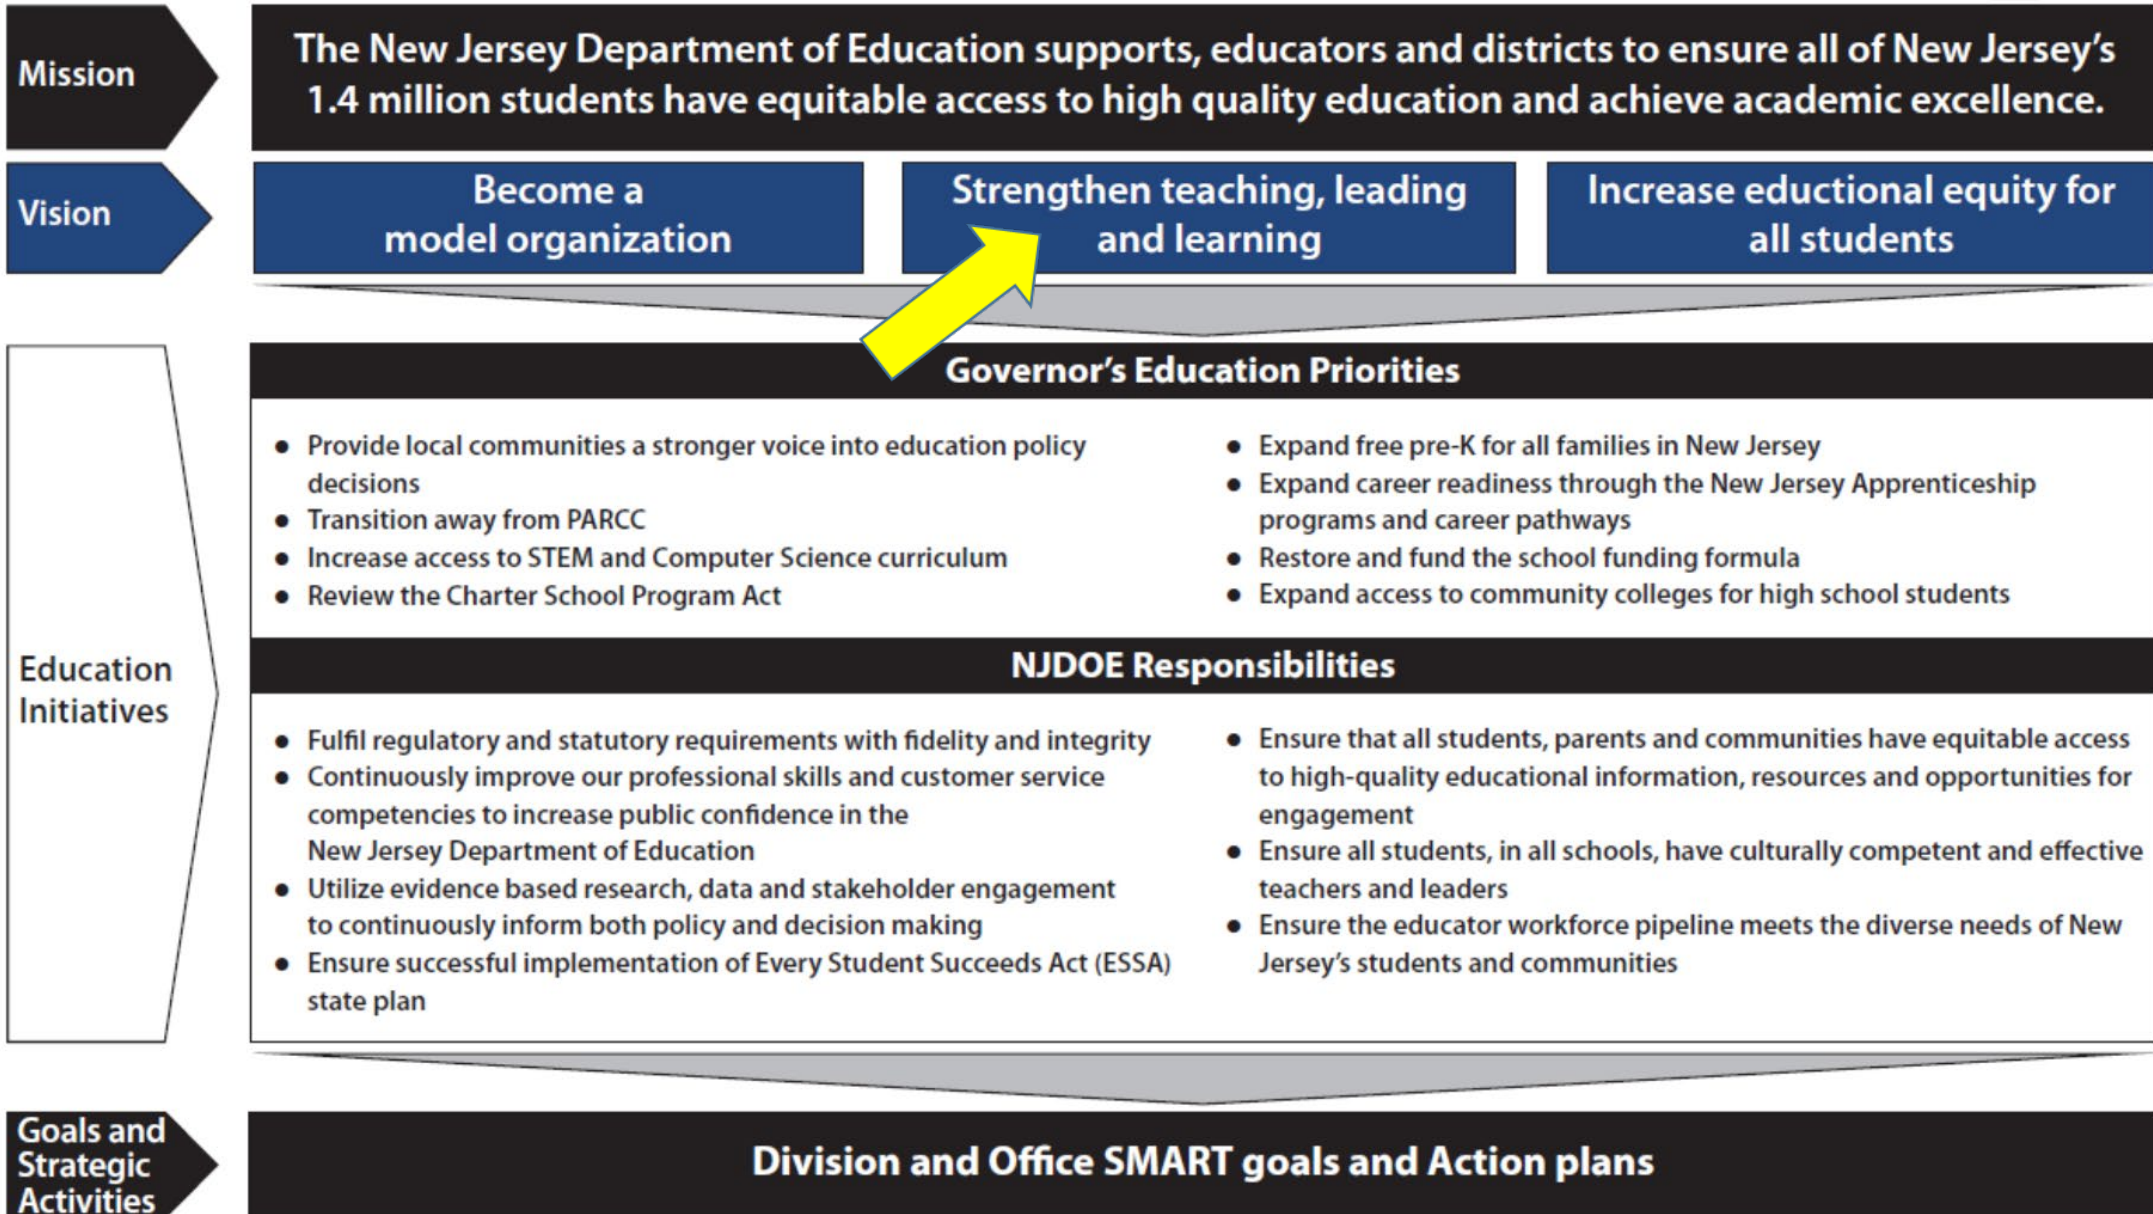 Mission
The New Jersey Department of Education supports, educators and districts to ensure all of New Jersey's
1.4 million students have equitable access to high quality education and achieve academic excellence.
Vision
Become a
model organization
Strengthen teaching, leading
and learning
Increase eductional equity for
all students
Education
Initiatives
Governor's Education Priorities
● Provide local communities a stronger voice into education policy
decisions
● Transition away from PARCC
● Increase access to STEM and Computer Science curriculum
● Review the Charter School Program Act
● Expand free pre-K for all families in New Jersey
● Expand career readiness through the New Jersey Apprenticeship
programs and career pathways
● Restore and fund the school funding formula
● Expand access to community colleges for high school students
NJDOE Responsibilities
● Fulfil regulatory and statutory requirements with fidelity and integrity
● Continuously improve our professional skills and customer service
competencies to increase public confidence in the
New Jersey Department of Education
● Utilize evidence based research, data and stakeholder engagement
to continuously inform both policy and decision making
● Ensure successful implementation of Every Student Succeeds Act (ESSA)
state plan
● Ensure that all students, parents and communities have equitable access
to high-quality educational information, resources and opportunities for
engagement
● Ensure all students, in all schools, have culturally competent and effective
teachers and leaders
● Ensure the educator workforce pipeline meets the diverse needs of New
Jersey's students and communities
Goals and
Strategic
Activities
Division and Office SMART goals and Action plans